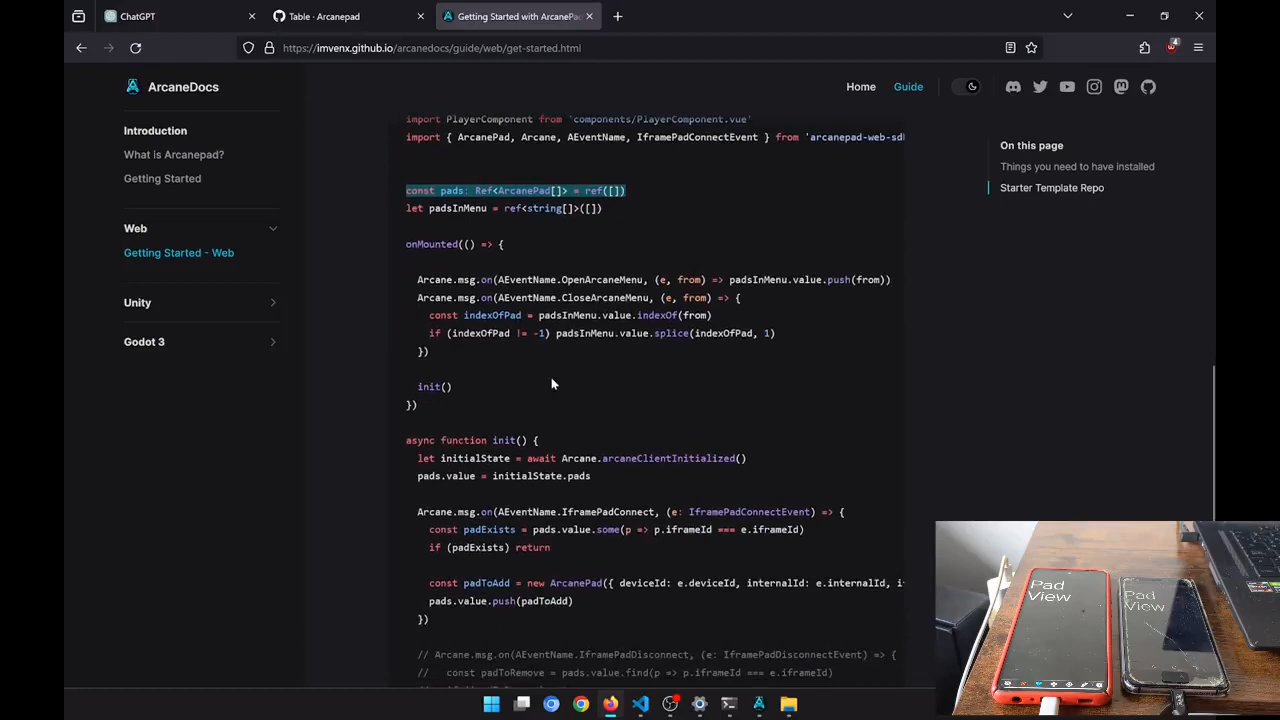 ChatGPT
Table · Arcanepad
Getting Started with ArcanePad
https://imvenx.github.io/arcanedocs/guide/web/get-started.html
4
ArcaneDocs
Home
Guide
Introduction
What is Arcanepad?
Getting Started
Web
Getting Started - Web
Unity
Godot 3
import PlayerComponent from 'components/PlayerComponent.vue'
import { ArcanePad, Arcane, AEventName, IframePadConnectEvent } from 'arcanepad-web-sd
const pads: Ref<ArcanePad[]> = ref([])
let padsInMenu = ref<string[]>([])
onMounted(() => {
Arcane.msg.on(AEventName.OpenArcaneMenu, (e, from) => padsInMenu.value.push(from))
Arcane.msg.on(AEventName.CloseArcaneMenu, (e, from) => {
const indexOfPad = padsInMenu.value.indexOf(from)
if (indexOfPad != -1) padsInMenu.value.splice(indexOfPad, 1)
})
init()
})
async function init() {
let initialState = await Arcane.arcaneClientInitialized()
pads.value = initialState.pads
Arcane.msg.on(AEventName.IframePadConnect, (e: IframePadConnectEvent) => {
const padExists = pads.value.some(p => p.iframeId === e.iframeId)
if (padExists) return
const padToAdd = new ArcanePad({ deviceId: e.deviceId, internalId: e.internalId, i
pads.value.push(padToAdd)
})
// Arcane.msg.on(AEventName.IframePadDisconnect, (e: IframePadDisconnectEvent) => {
// const padToRemove = pads.value.find(p => p.iframeId === e.iframeId)
On this page
Things you need to have installed
Starter Template Repo
Pad
View
Pad
View